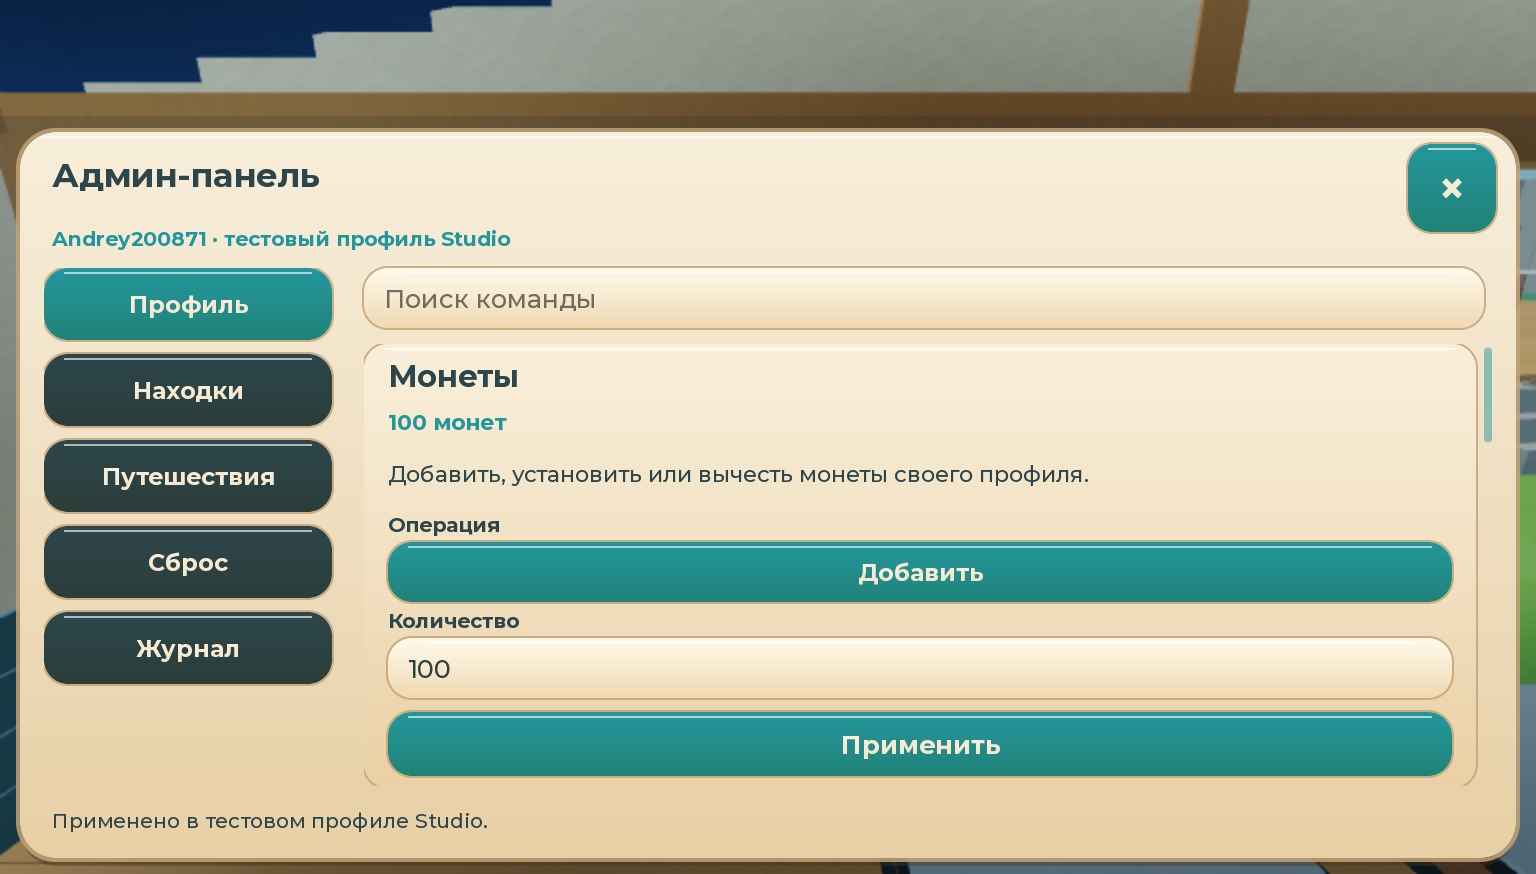 Админ-панель
×
Andrey200871 · тестовый профиль Studio
Профиль
Находки
Путешествия
Сброс
Журнал
Поиск команды
Монеты
100 монет
Добавить, установить или вычесть монеты своего профиля.
Операция
Добавить
Количество
100
Применить
Применено в тестовом профиле Studio.